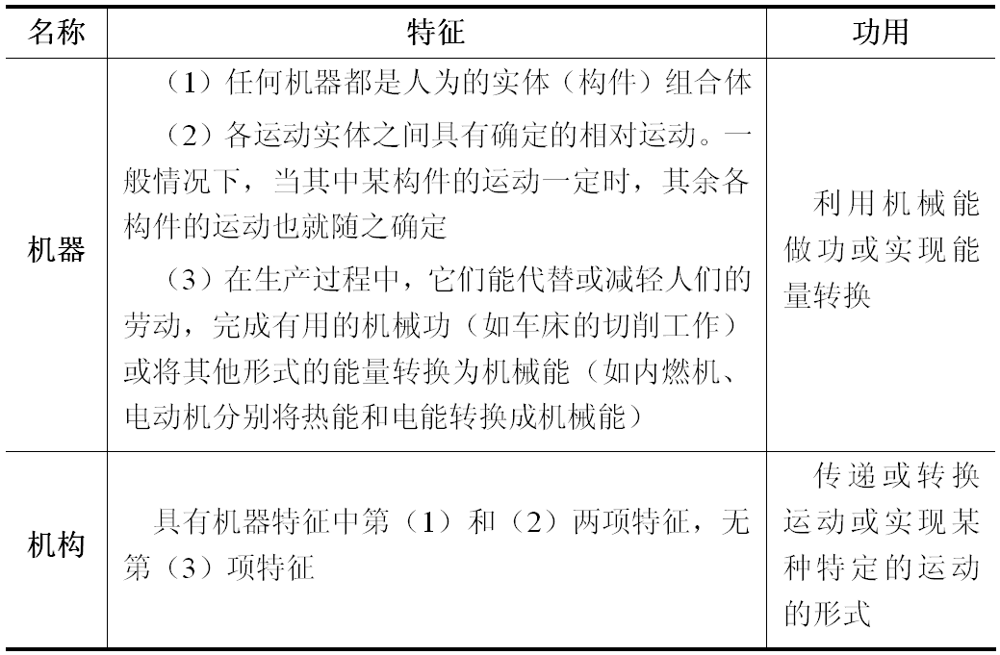 名称 特征 功用
机器
（1）任何机器都是人为的实体（构件）组合体
（2）各运动实体之间具有确定的相对运动。一
般情况下，当其中某构件的运动一定时，其余各
构件的运动也就随之确定
（3）在生产过程中，它们能代替或减轻人们的
劳动，完成有用的机械功（如车床的切削工作）
或将其他形式的能量转换为机械能（如内燃机、
电动机分别将热能和电能转换成机械能）
利用机械能
做功或实现能
量转换
机构
具有机器特征中第（1）和（2）两项特征，无
第（3）项特征
传递或转换
运动或实现某
种特定的运动
的形式